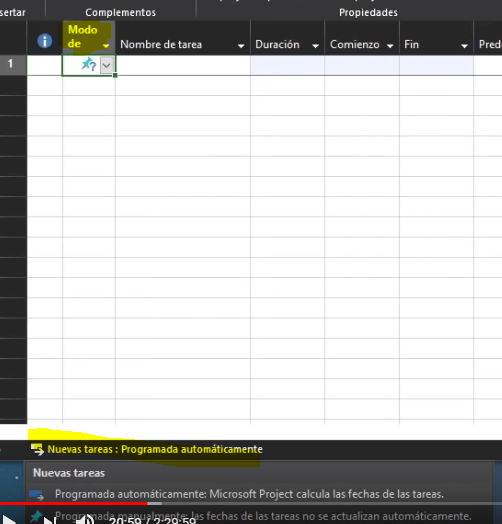 sertar
Complementos
Propiedades
Modo de
Nombre de tarea
Duración
Comienzo
Fin
Pred
1
Nuevas tareas : Programada automáticamente
Nuevas tareas
Programada automáticamente: Microsoft Project calcula las fechas de las tareas.
Programada manualmente: las fechas de las tareas no se actualizan automáticamente.
20:59 / 2:29:59